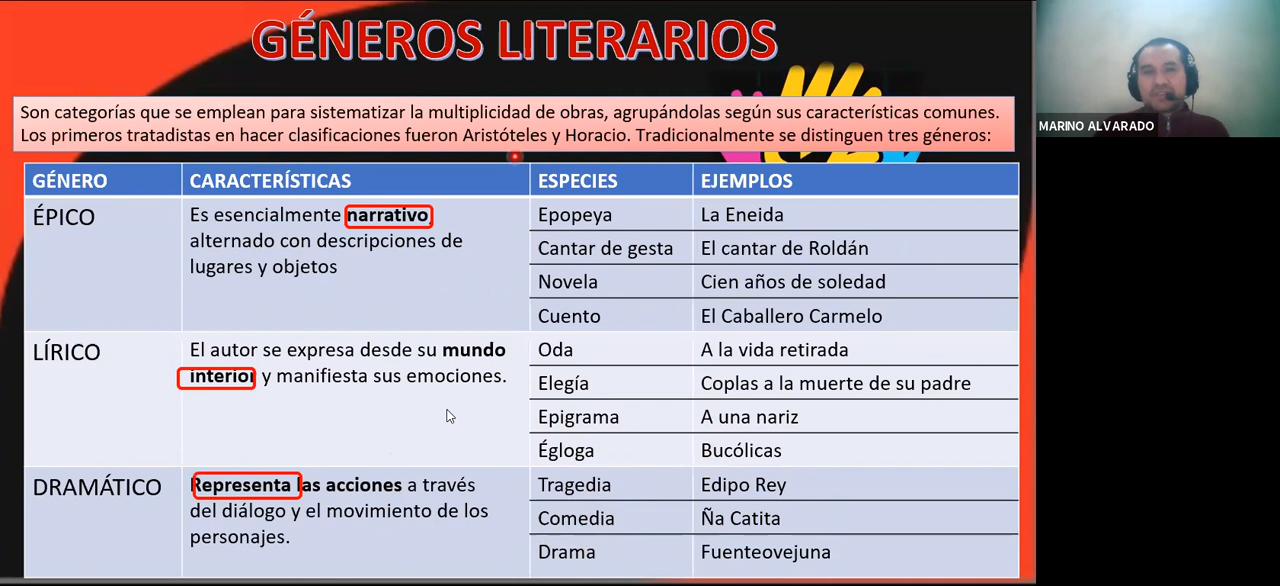 GÉNEROS LITERARIOS
Son categorías que se emplean para sistematizar la multiplicidad de obras, agrupándolas según sus características comunes.
Los primeros tratadistas en hacer clasificaciones fueron Aristóteles y Horacio. Tradicionalmente se distinguen tres géneros:
MARINO ALVARADO
GÉNERO CARACTERÍSTICAS ESPECIES EJEMPLOS
ÉPICO
Es esencialmente narrativo,
alternado con descripciones de
lugares y objetos
Epopeya La Eneida
Cantar de gesta El cantar de Roldán
Novela Cien años de soledad
Cuento El Caballero Carmelo
LÍRICO
El autor se expresa desde su mundo
interior y manifiesta sus emociones.
Oda A la vida retirada
Elegía Coplas a la muerte de su padre
Epigrama A una nariz
Égloga Bucólicas
DRAMÁTICO
Representa las acciones a través
del diálogo y el movimiento de los
personajes.
Tragedia Edipo Rey
Comedia Ña Catita
Drama Fuenteovejuna